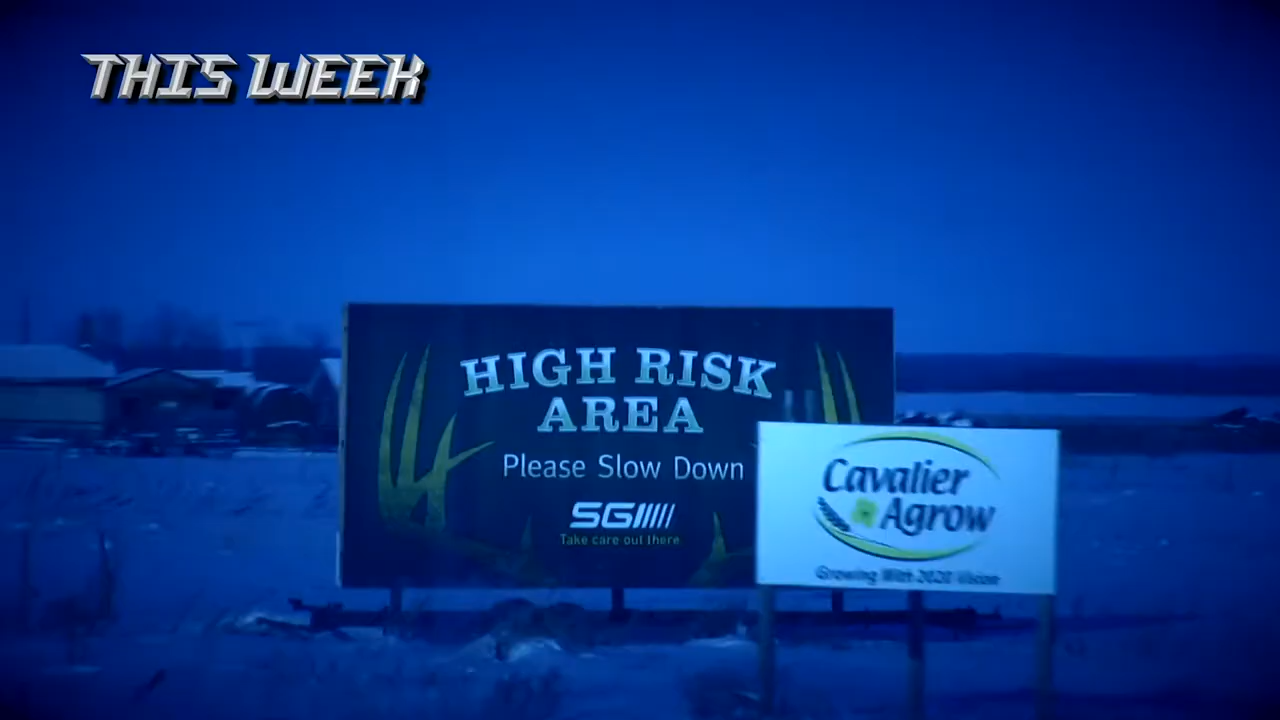 THIS WEEK
HIGH RISK
AREA
Please Slow Down
SGI
Take care out there
Cavalier
Agrow
Growing With 2020 Vision